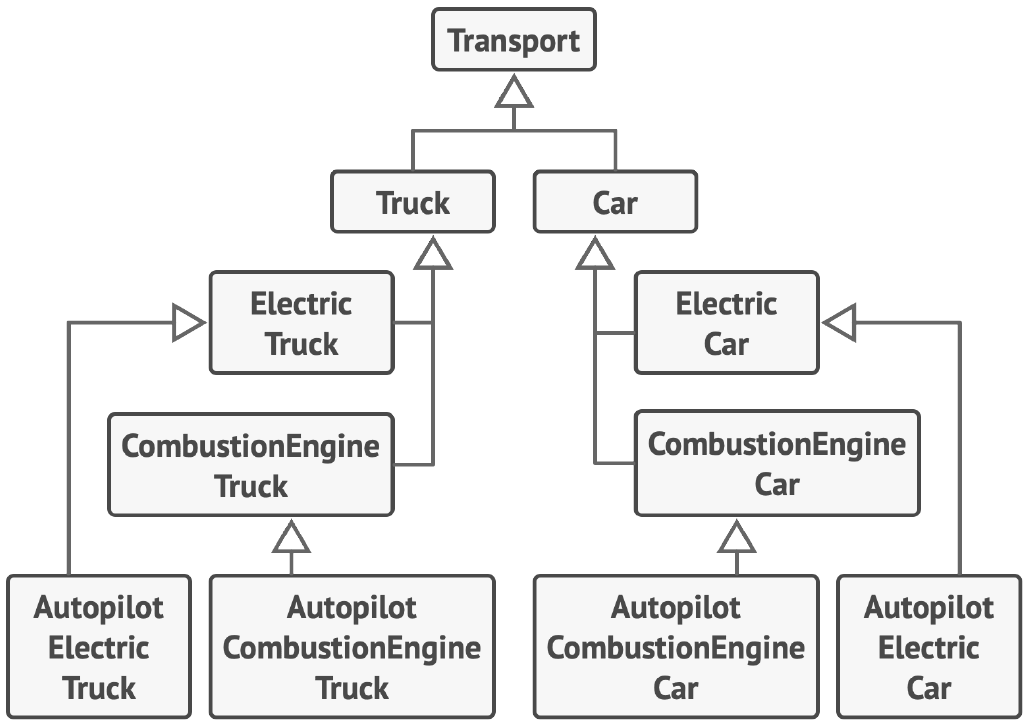 Transport
Truck
Car
Electric
Truck
Electric
Car
CombustionEngine
Truck
CombustionEngine
Car
Autopilot
Electric
Truck
Autopilot
CombustionEngine
Truck
Autopilot
CombustionEngine
Car
Autopilot
Electric
Car